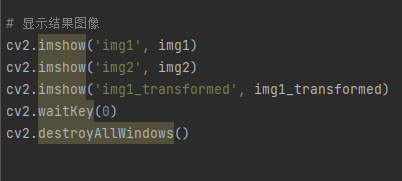 # 显示结果图像
cv2.imshow('img1', img1)
cv2.imshow('img2', img2)
cv2.imshow('img1_transformed', img1_transformed)
cv2.waitKey(0)
cv2.destroyAllWindows()